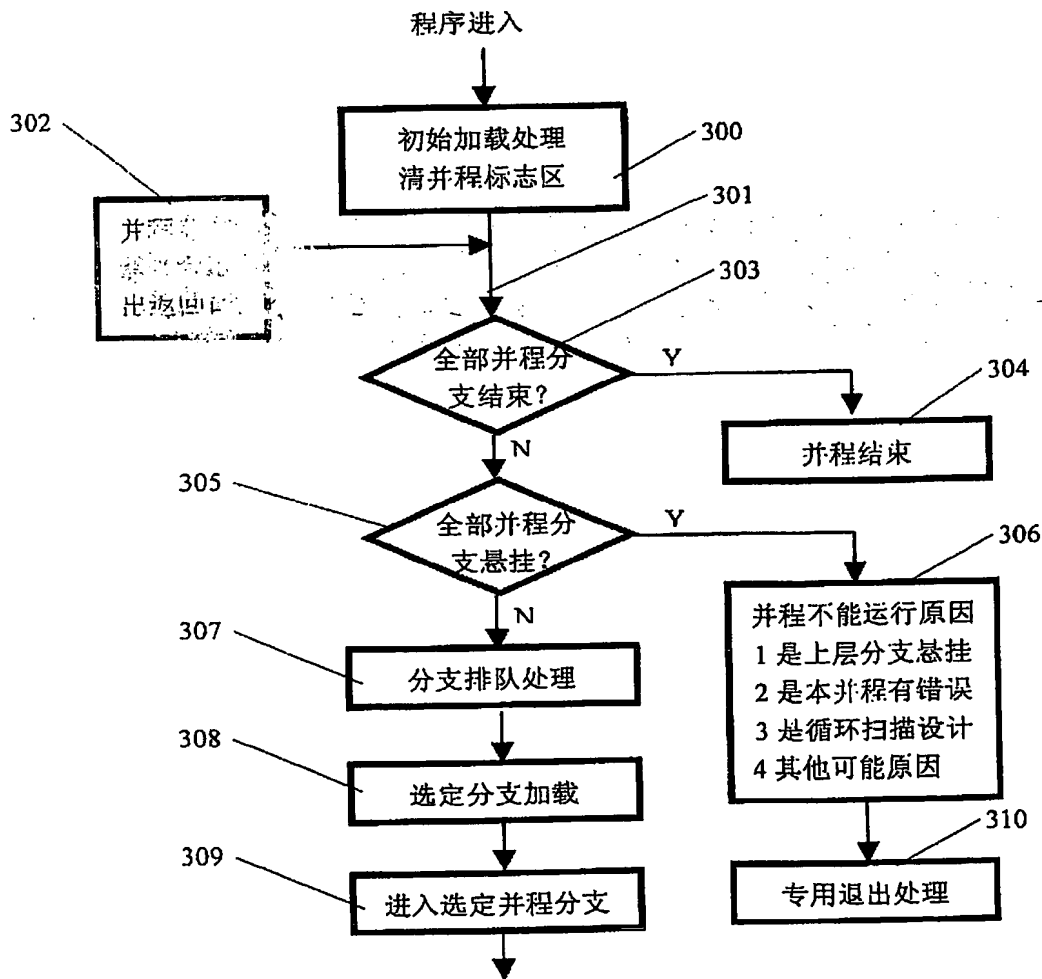 程序进入
302
初始加载处理
清并程标志区
300
301
并
出返回
303
全部并程分
支结束?
Y
304
并程结束
N
305
全部并程分
支悬挂?
Y
306
并程不能运行原因
1 是上层分支悬挂
2 是本并程有错误
3 是循环扫描设计
4 其他可能原因
N
307
分支排队处理
308
选定分支加载
310
专用退出处理
309
进入选定并程分支